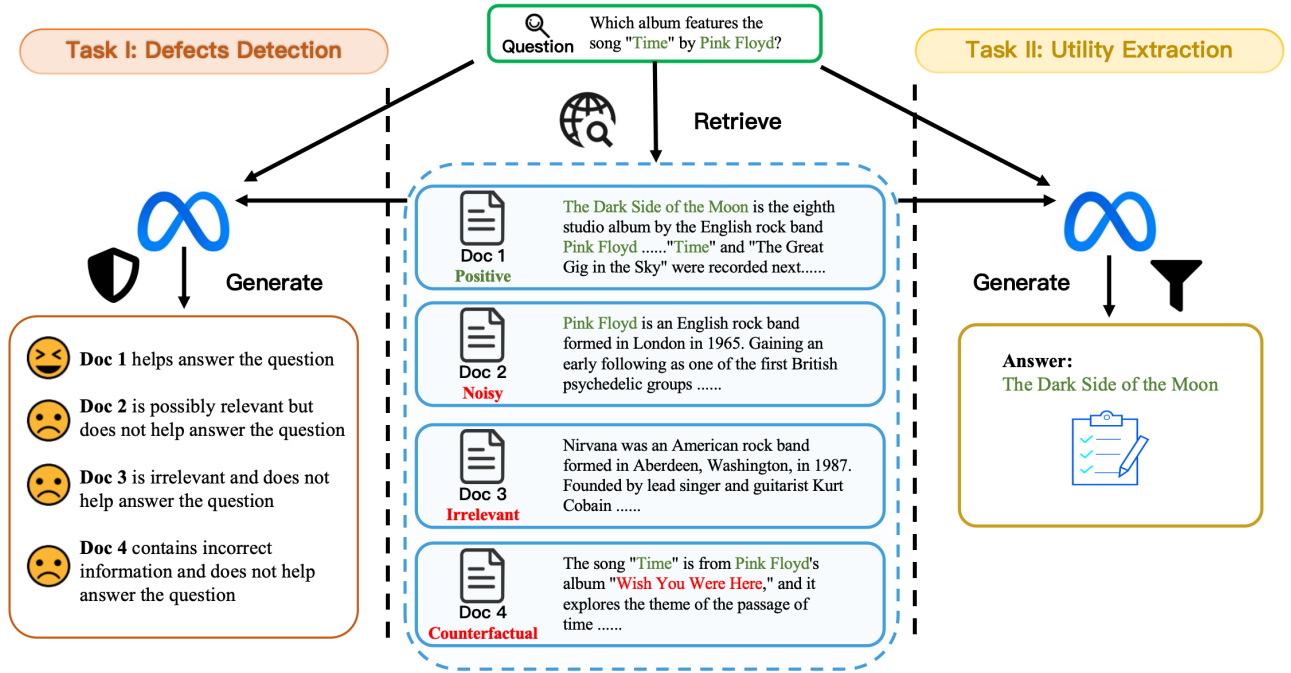 Task I: Defects Detection
Question
Which album features the
song "Time" by Pink Floyd?
Task II: Utility Extraction
Retrieve
Generate
Doc 1 helps answer the question
Doc 2 is possibly relevant but
does not help answer the question
Doc 3 is irrelevant and does not
help answer the question
Doc 4 contains incorrect
information and does not help
answer the question
Doc 1
Positive
The Dark Side of the Moon is the eighth
studio album by the English rock band
Pink Floyd ......"Time" and "The Great
Gig in the Sky" were recorded next......
Doc 2
Noisy
Pink Floyd is an English rock band
formed in London in 1965. Gaining an
early following as one of the first British
psychedelic groups ......
Doc 3
Irrelevant
Nirvana was an American rock band
formed in Aberdeen, Washington, in 1987.
Founded by lead singer and guitarist Kurt
Cobain ......
Doc 4
Counterfactual
The song "Time" is from Pink Floyd's
album "Wish You Were Here," and it
explores the theme of the passage of
time ......
Generate
Answer:
The Dark Side of the Moon